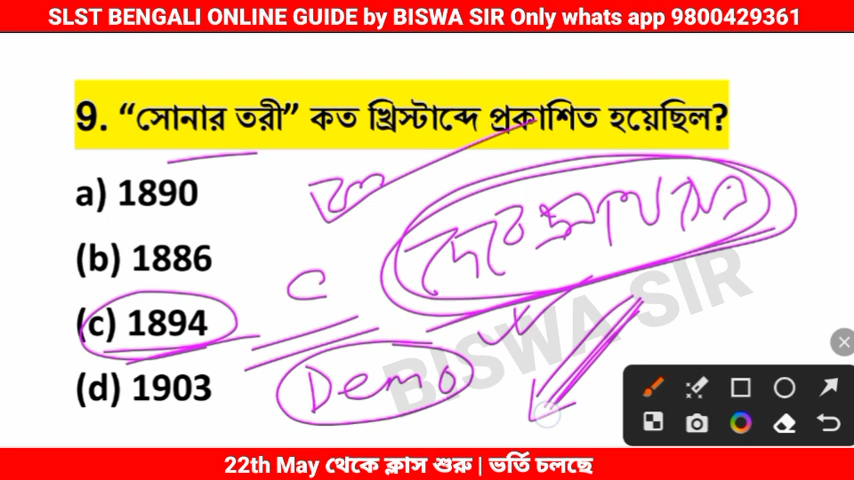 SLST BENGALI ONLINE GUIDE by BISWA SIR Only whats app 9800429361
9. “সোনার তরী” কত খ্রিস্টাব্দে প্রকাশিত হয়েছিল?
a) 1890
(b) 1886
C
(c) 1894
BISWA SIR
Demo
(d) 1903
22th May থেকে ক্লাস শুরু | ভর্তি চলছে